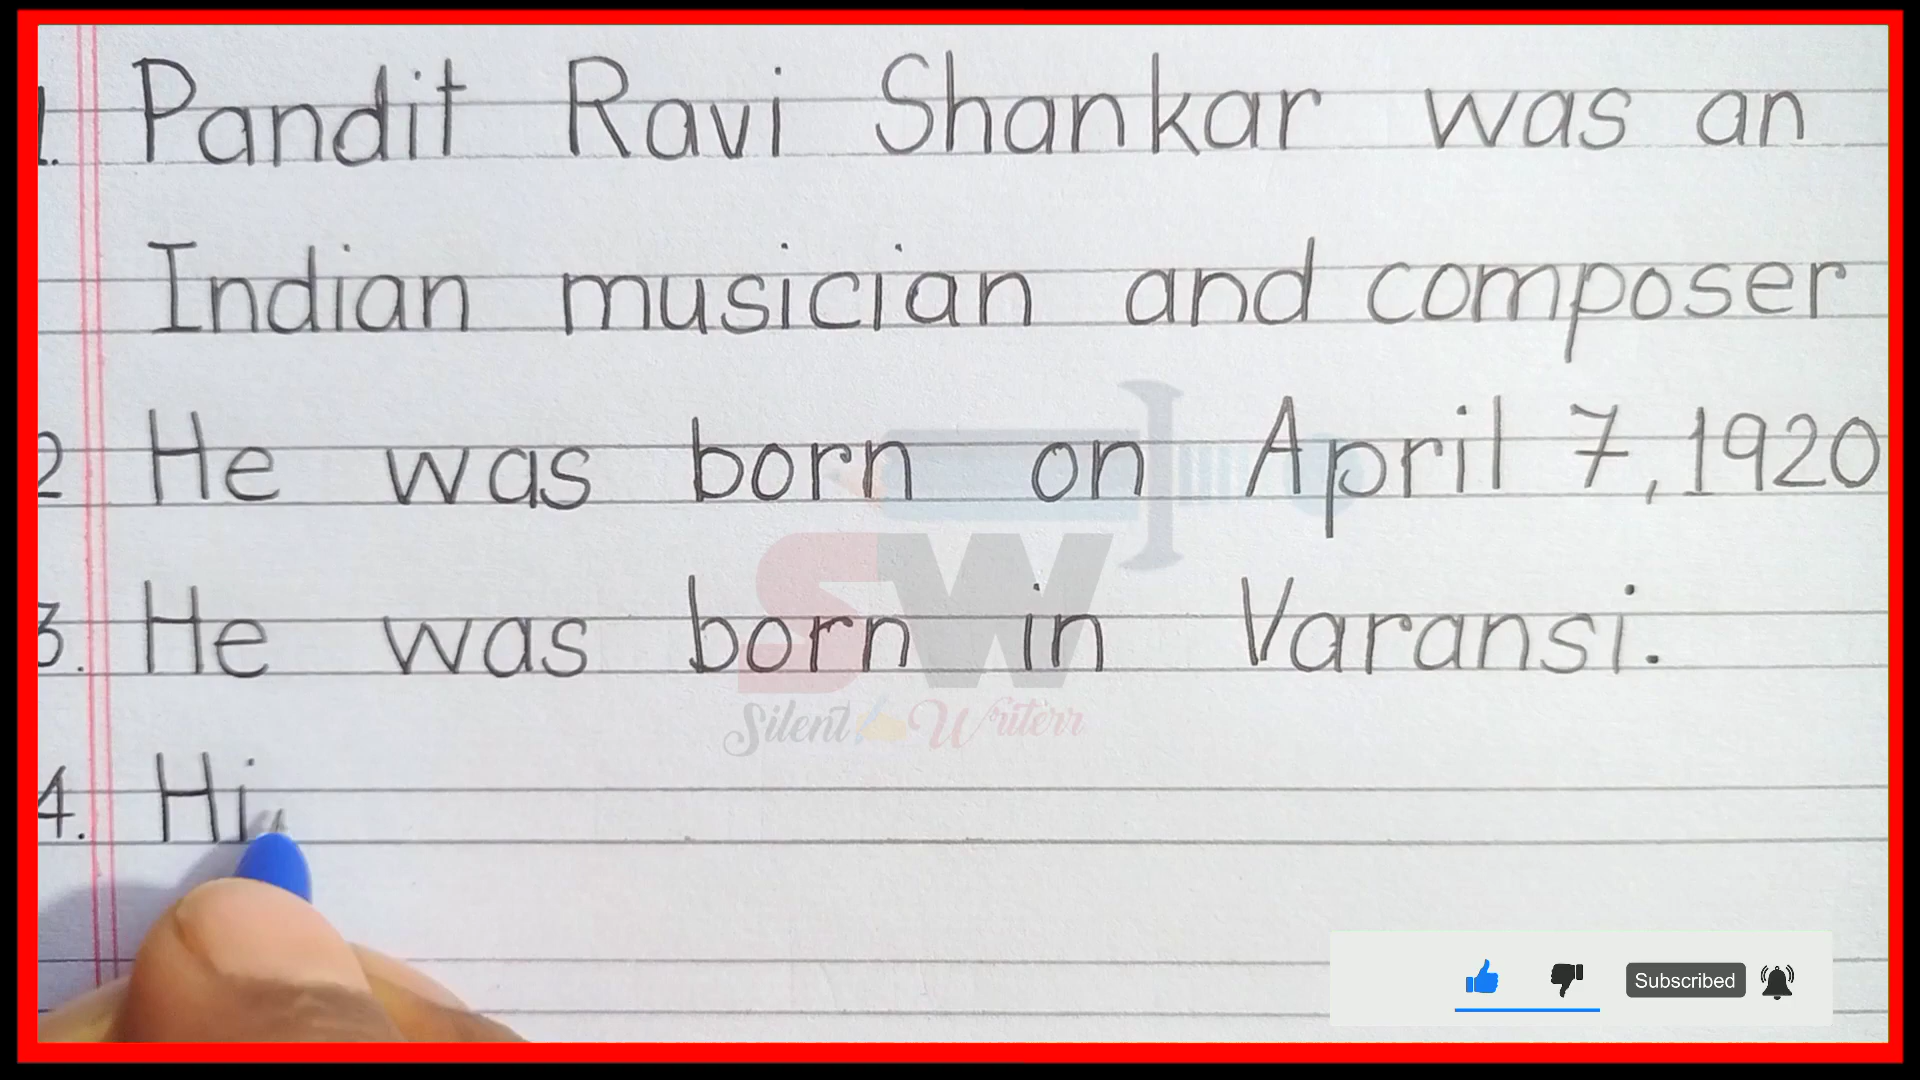 1. Pandit Ravi Shankar was an
Indian musician and composer
2 He was born on April 7, 1920
3. He was born in Varansi.
SW
Silent Writerr
4. Hi
Subscribed